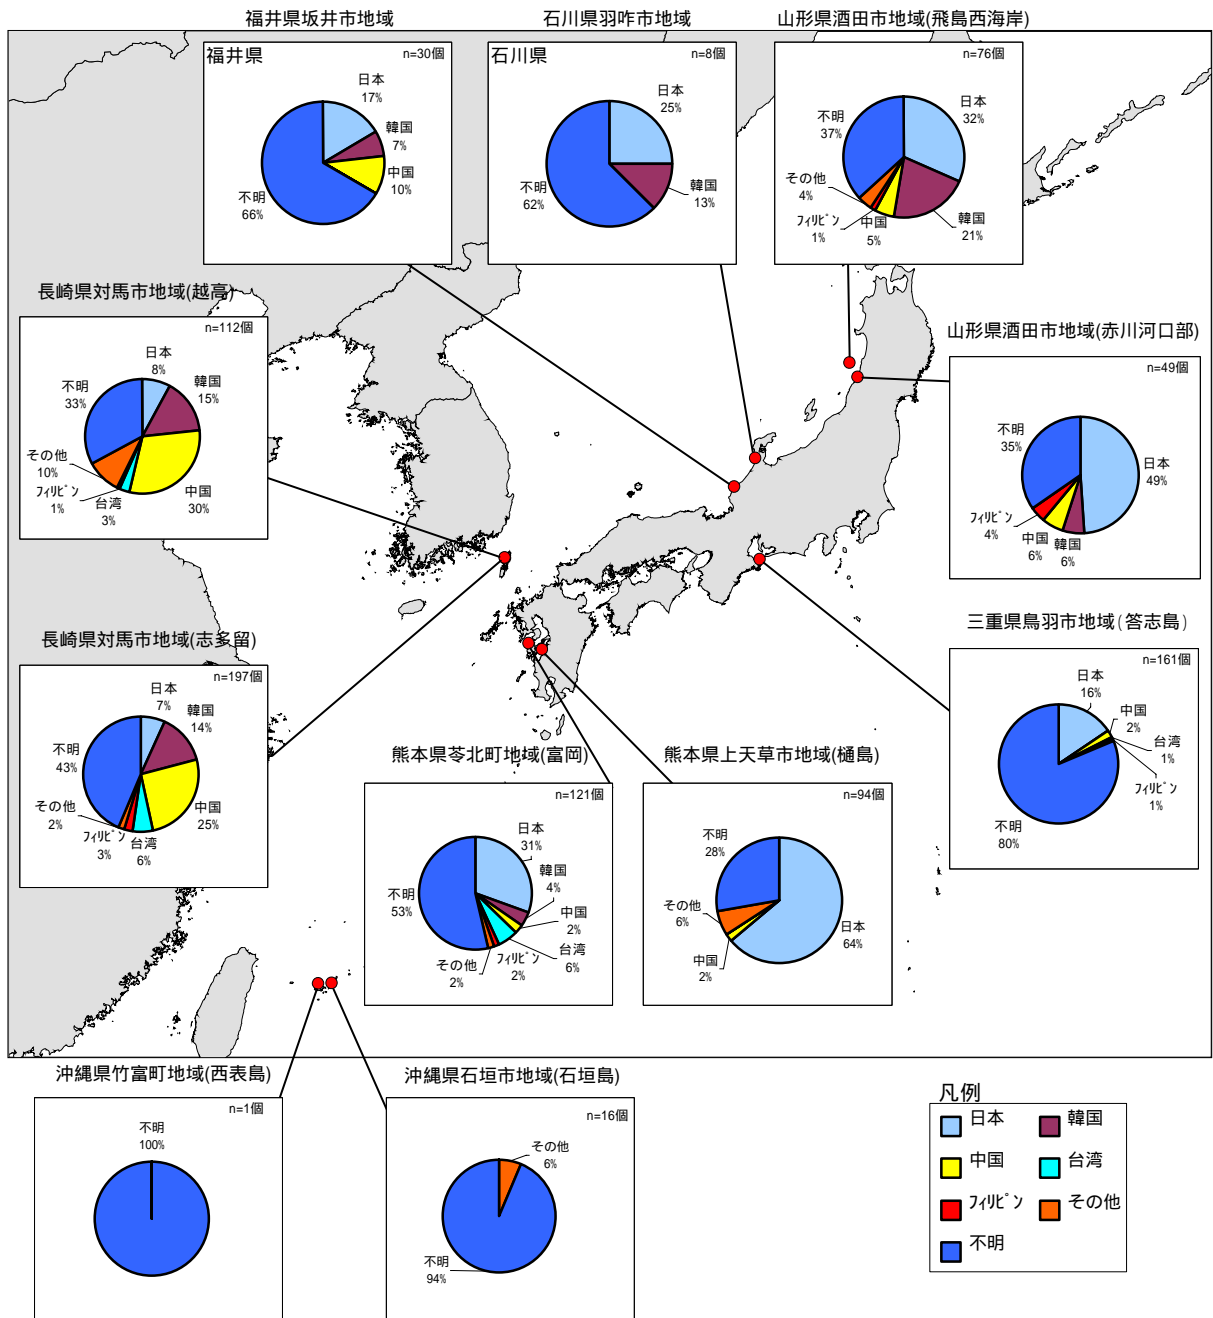 福井県坂井市地域
福井県
n=30個
日本
17%
韓国
7%
中国
10%
不明
66%
石川県羽咋市地域
石川県
n=8個
日本
25%
韓国
13%
不明
62%
山形県酒田市地域(飛島西海岸)
n=76個
日本
32%
韓国
21%
中国
5%
フィリピン
1%
その他
4%
不明
37%
長崎県対馬市地域(越高)
n=112個
日本
8%
韓国
15%
中国
30%
台湾
3%
フィリピン
1%
その他
10%
不明
33%
山形県酒田市地域(赤川河口部)
n=49個
日本
49%
韓国
6%
中国
6%
フィリピン
4%
不明
35%
長崎県対馬市地域(志多留)
n=197個
日本
7%
韓国
14%
中国
25%
台湾
6%
フィリピン
3%
その他
2%
不明
43%
三重県鳥羽市地域(答志島)
n=161個
日本
16%
中国
2%
台湾
1%
フィリピン
1%
不明
80%
熊本県苓北町地域(富岡)
n=121個
日本
31%
韓国
4%
中国
2%
台湾
6%
フィリピン
2%
その他
2%
不明
53%
熊本県上天草市地域(樋島)
n=94個
日本
64%
中国
2%
その他
6%
不明
28%
沖縄県竹富町地域(西表島)
n=1個
不明
100%
沖縄県石垣市地域(石垣島)
n=16個
その他
6%
不明
94%
凡例
日本
韓国
中国
台湾
フィリピン
その他
不明